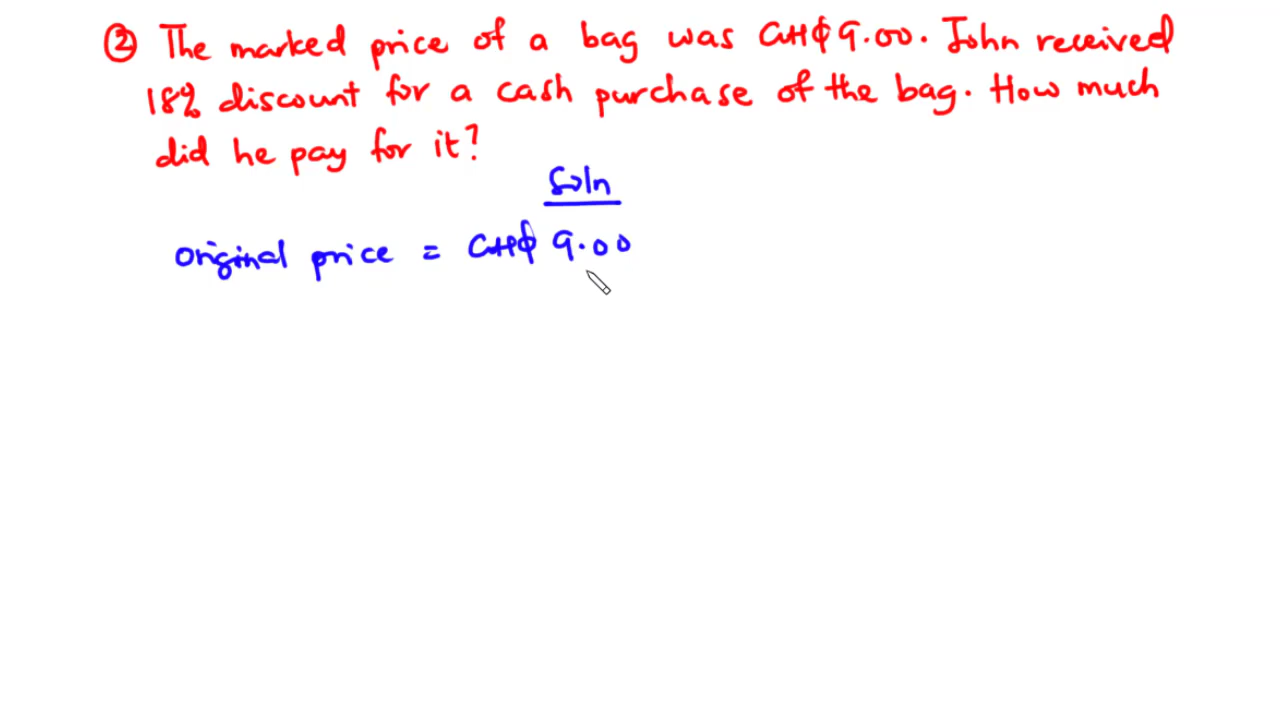 ② The marked price of a bag was GH¢ 9.00. John received
18% discount for a cash purchase of the bag. How much
did he pay for it?
Soln
Original price = GH¢ 9.00